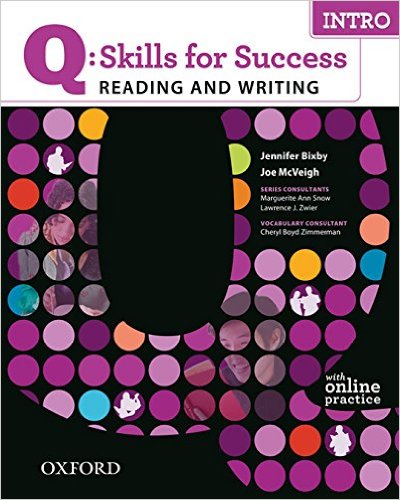 INTRO
Q: Skills for Success
READING AND WRITING
Jennifer Bixby
Joe McVeigh
SERIES CONSULTANTS
Marguerite Ann Snow
Lawrence J. Zwier
VOCABULARY CONSULTANT
Cheryl Boyd Zimmerman
with
online
practice
OXFORD